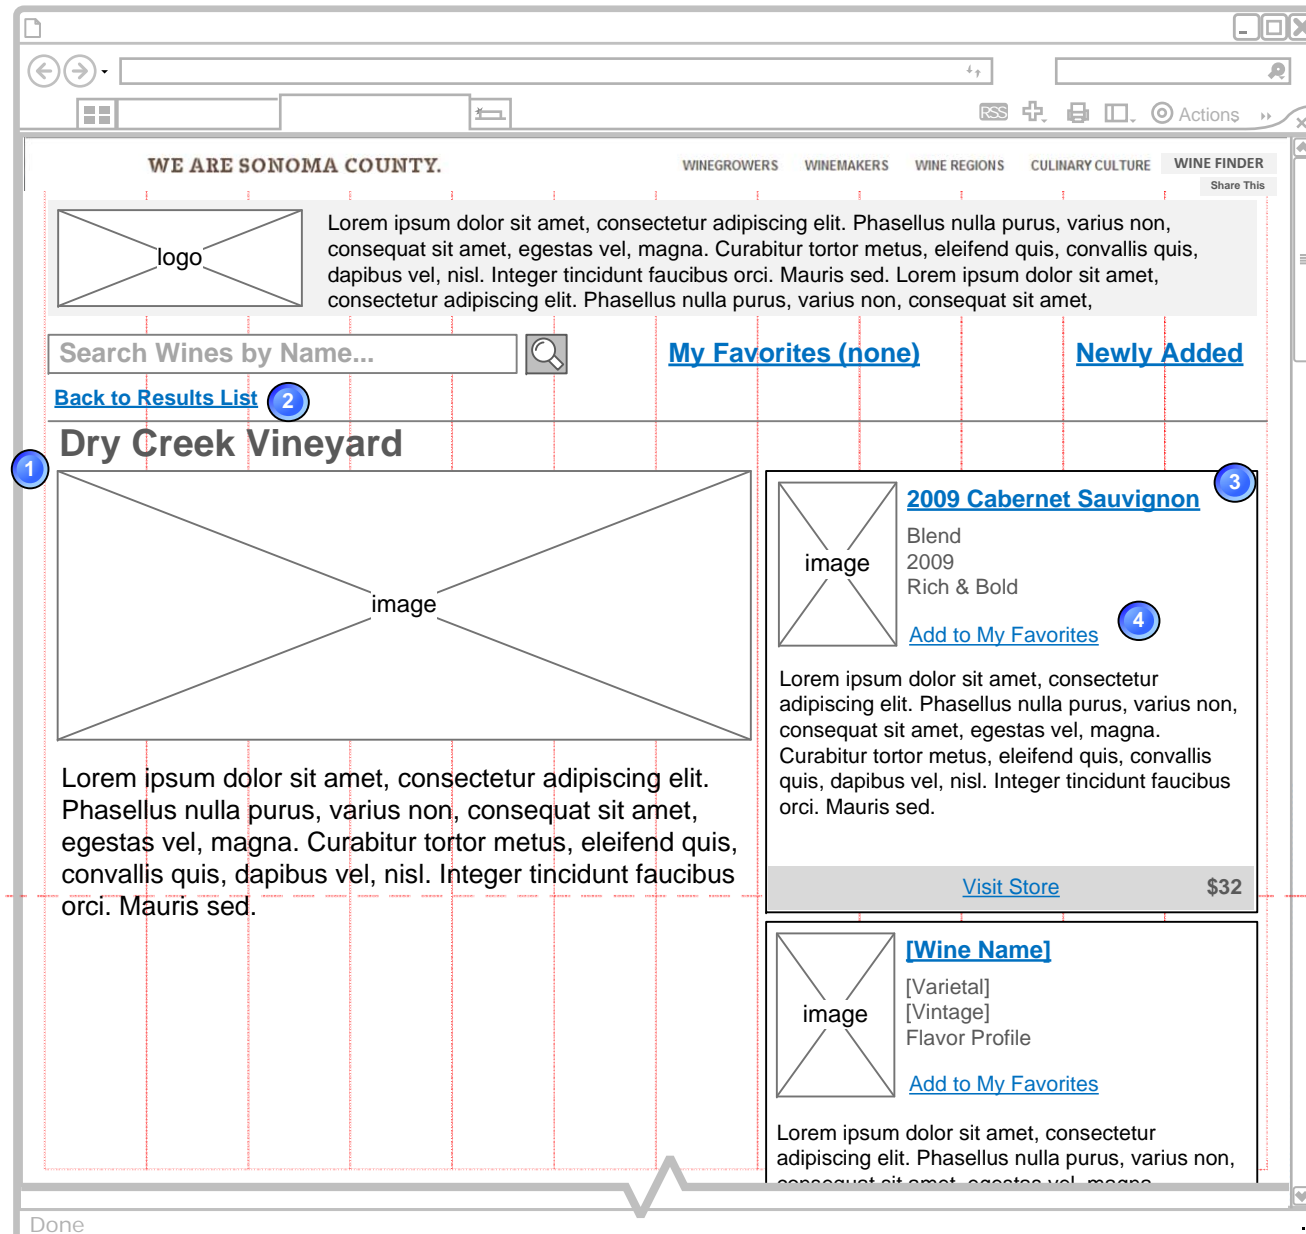 RSS
Actions
WE ARE SONOMA COUNTY.
WINEGROWERS WINEMAKERS WINE REGIONS CULINARY CULTURE WINE FINDER
Share This
logo
Lorem ipsum dolor sit amet, consectetur adipiscing elit. Phasellus nulla purus, varius non,
consequat sit amet, egestas vel, magna. Curabitur tortor metus, eleifend quis, convallis quis,
dapibus vel, nisl. Integer tincidunt faucibus orci. Mauris sed. Lorem ipsum dolor sit amet,
consectetur adipiscing elit. Phasellus nulla purus, varius non, consequat sit amet,
Search Wines by Name...
My Favorites (none)
Newly Added
Back to Results List
2
Dry Creek Vineyard
1
image
Lorem ipsum dolor sit amet, consectetur adipiscing elit.
Phasellus nulla purus, varius non, consequat sit amet,
egestas vel, magna. Curabitur tortor metus, eleifend quis,
convallis quis, dapibus vel, nisl. Integer tincidunt faucibus
orci. Mauris sed.
3
2009 Cabernet Sauvignon
image
Blend
2009
Rich & Bold
4
Add to My Favorites
Lorem ipsum dolor sit amet, consectetur
adipiscing elit. Phasellus nulla purus, varius non,
consequat sit amet, egestas vel, magna.
Curabitur tortor metus, eleifend quis, convallis
quis, dapibus vel, nisl. Integer tincidunt faucibus
orci. Mauris sed.
Visit Store
$32
[Wine Name]
image
[Varietal]
[Vintage]
Flavor Profile
Add to My Favorites
Lorem ipsum dolor sit amet, consectetur
adipiscing elit. Phasellus nulla purus, varius non,
consequat sit amet, egestas vel, magna
Done